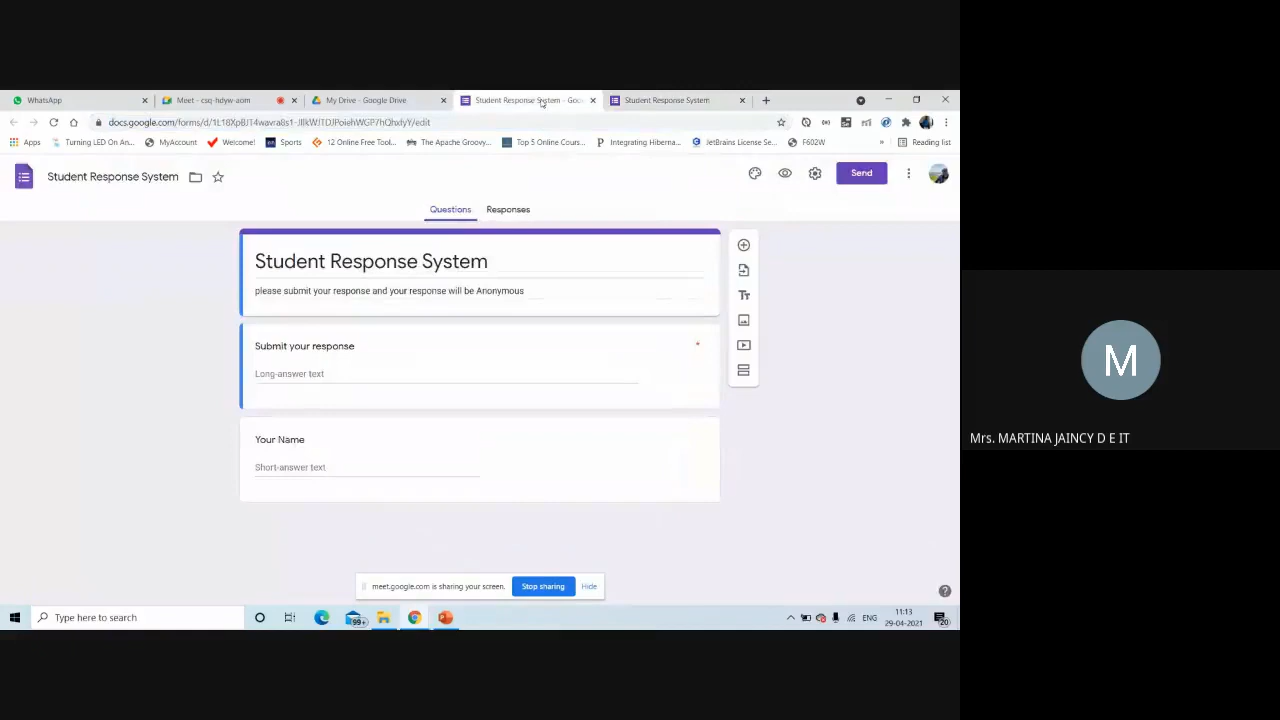 WhatsApp
Meet - csq-hdyw-aom
My Drive - Google Drive
Student Response System - Goo
Student Response System
Apps
Turning LED On An...
MyAccount
Welcome!
Sports
12 Online Free Tool...
The Apache Groovy...
Top 5 Online Cours...
Integrating Hiberna...
JetBrains License Se...
F602W
»
Reading list
Student Response System
Send
Questions
Responses
Student Response System
please submit your response and your response will be Anonymous
Submit your response
*
Long-answer text
Your Name
Short-answer text
meet.google.com is sharing your screen.
Stop sharing
Hide
Type here to search
99+
ENG
11:13
29-04-2021
20
M
Mrs. MARTINA JAINCY D E IT